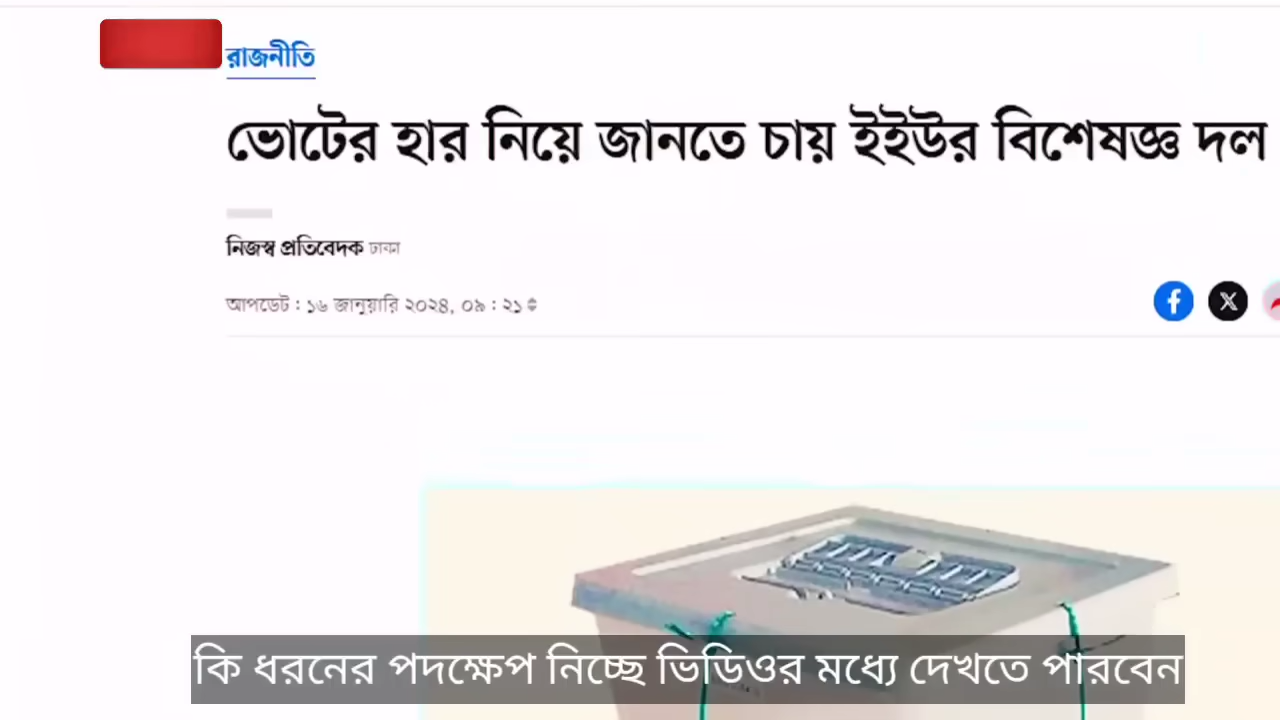 রাজনীতি
ভোটের হার নিয়ে জানতে চায় ইইউর বিশেষজ্ঞ দল
নিজস্ব প্রতিবেদক ঢাকা
আপডেট : ১৬ জানুয়ারি ২০২৪, ০৯ : ২১
কি ধরনের পদক্ষেপ নিচ্ছে ভিডিওর মধ্যে দেখতে পারবেন